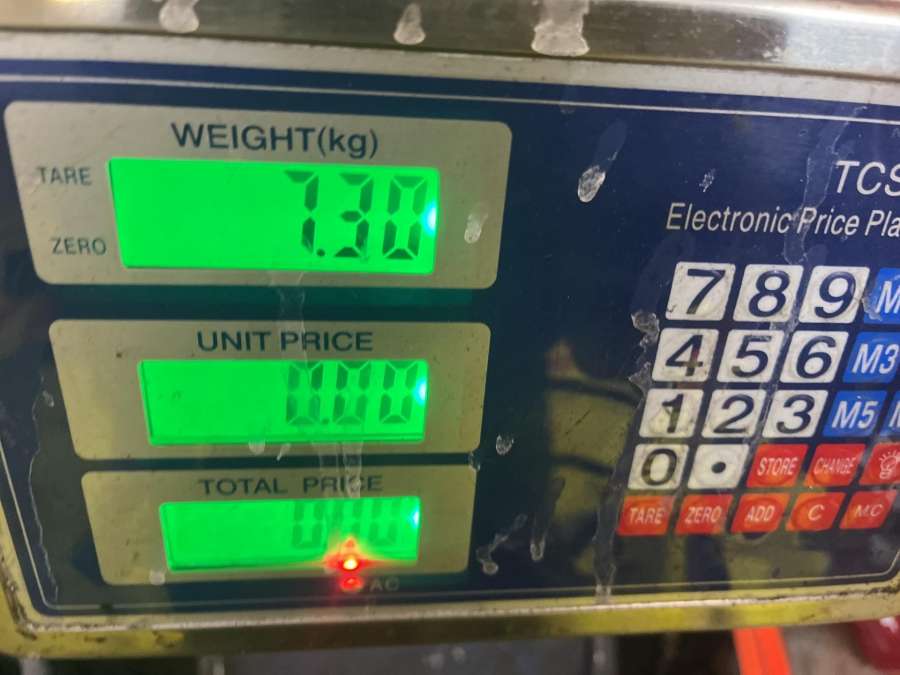 WEIGHT(kg)
TARE
7.30
ZERO
UNIT PRICE
0.00
TOTAL PRICE
0.00
AC
TCS
Electronic Price Pla
7 8 9 M
4 5 6 M3
1 2 3 M5
0 . STORE CHANGE
TARE ZERO ADD C MC